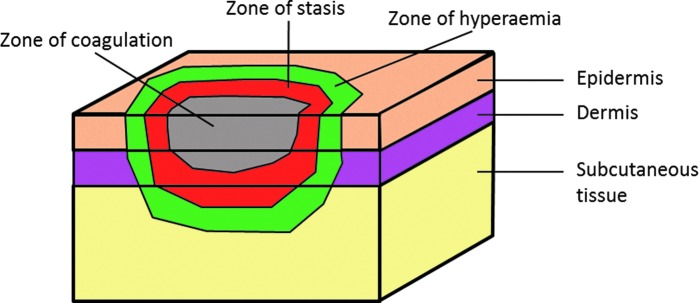 Zone of stasis
Zone of hyperaemia
Zone of coagulation
Epidermis
Dermis
Subcutaneous
tissue